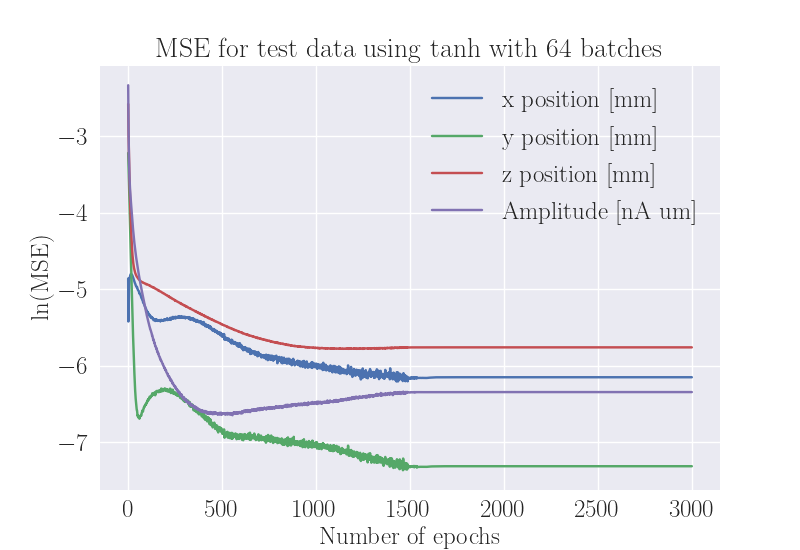 MSE for test data using tanh with 64 batches
x position [mm]
y position [mm]
z position [mm]
Amplitude [nA um]
ln(MSE)
−3
−4
−5
−6
−7
0 500 1000 1500 2000 2500 3000
Number of epochs